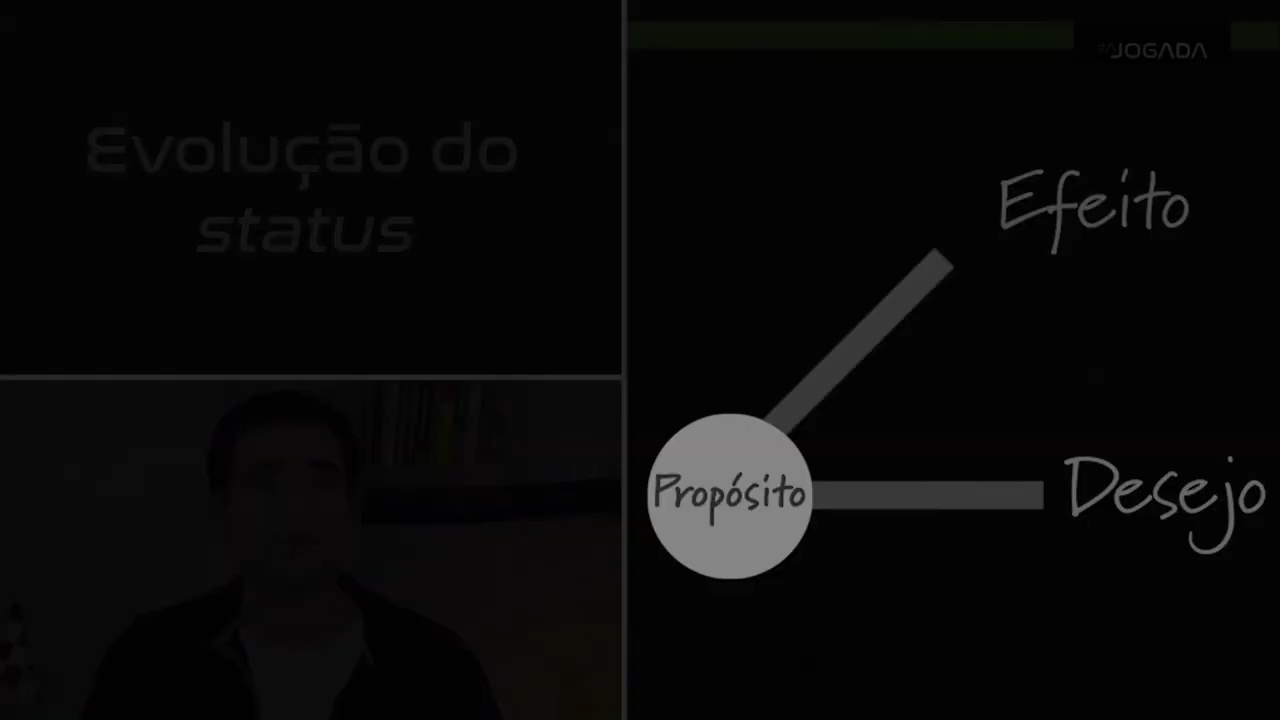 Evolução do
status
JOGADA
Efeito
Propósito
Desejo